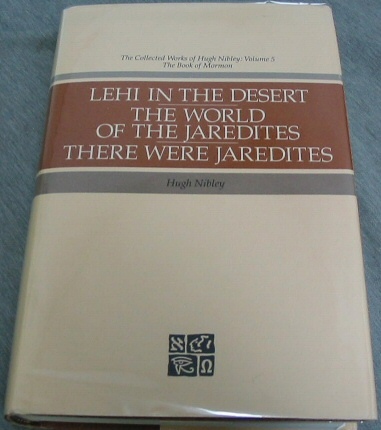 The Collected Works of Hugh Nibley: Volume 5
The Book of Mormon
LEHI IN THE DESERT
THE WORLD
OF THE JAREDITES
THERE WERE JAREDITES
Hugh Nibley